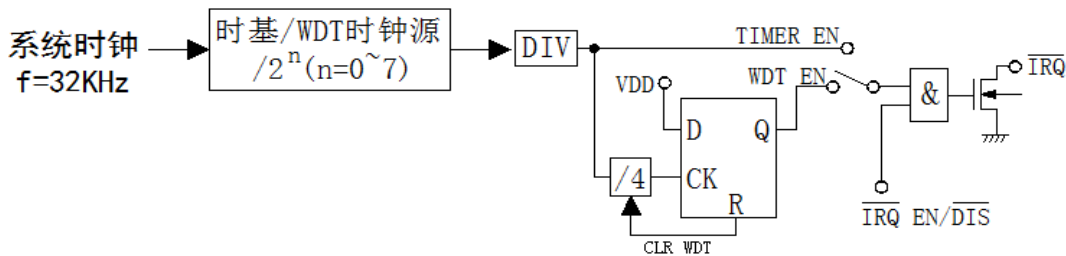 系统时钟
f=32KHz
时基/WDT时钟源
/2ⁿ(n=0~7)
DIV
TIMER EN
VDD
WDT EN
D
Q
CK
R
/4
CLR WDT
&
IRQ
IRQ EN/DIS